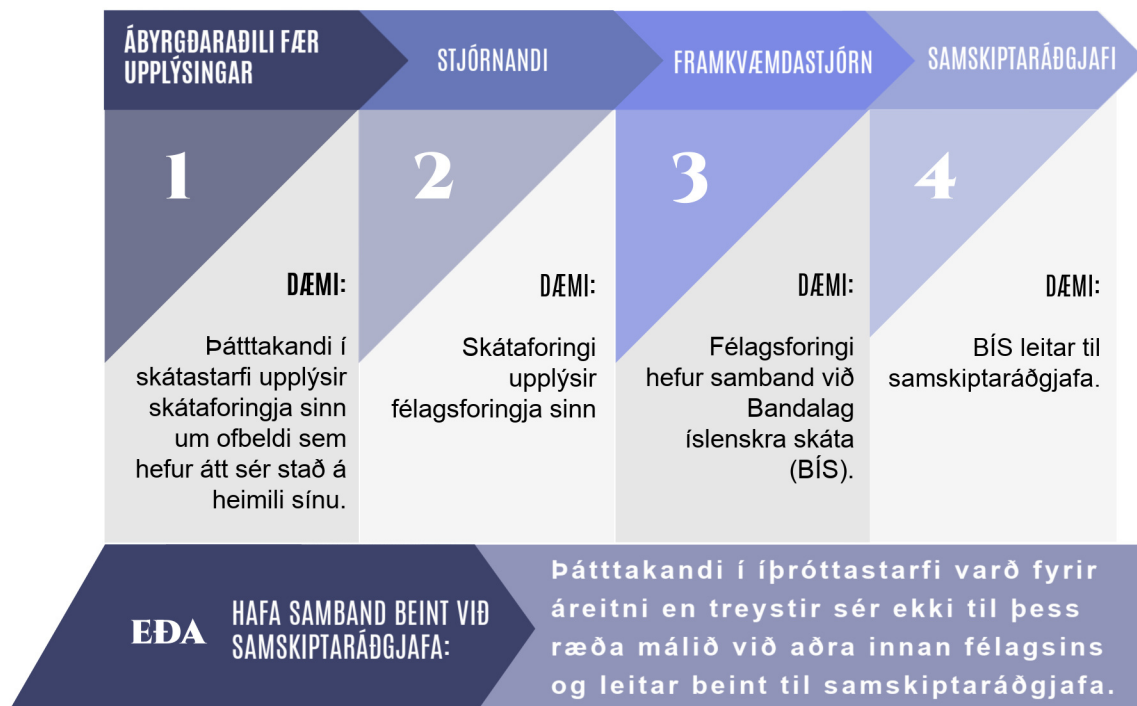 ÁBYRGÐARAÐILI FÆR
UPPLÝSINGAR
STJÓRNANDI
FRAMKVÆMDASTJÓRN
SAMSKIPTARÁÐGJAFI
1
DÆMI:
Þátttakandi í
skátastarfi upplýsir
skátaforingja sinn
um ofbeldi sem
hefur átt sér stað á
heimili sínu.
2
DÆMI:
Skátaforingi
upplýsir
félagsforingja sinn
3
DÆMI:
Félagsforingi
hefur samband við
Bandalag
íslenskra skáta
(BÍS).
4
DÆMI:
BÍS leitar til
samskiptaráðgjafa.
EÐA
HAFA SAMBAND BEINT VIÐ
SAMSKIPTARÁÐGJAFA:
Þátttakandi í íþróttastarfi varð fyrir
áreitni en treystir sér ekki til þess
ræða málið við aðra innan félagsins
og leitar beint til samskiptaráðgjafa.